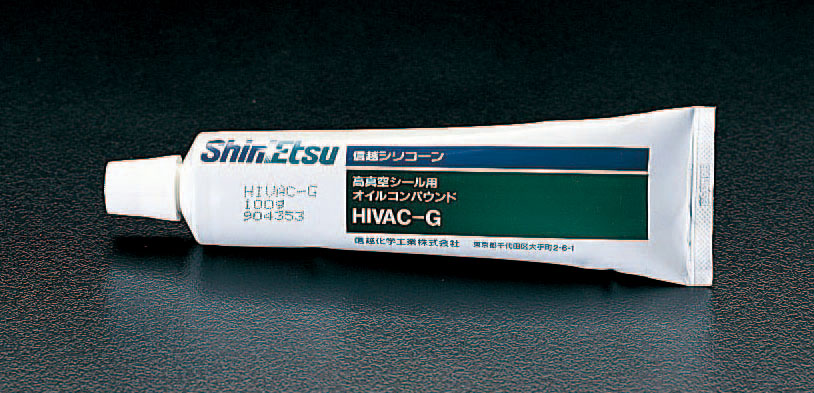 Shin-Etsu
信越シリコーン
高真空シール用
オイルコンパウンド
HIVAC-G
信越化学工業株式会社 東京都千代田区大手町2-6-1
HIVAC-G
100g
904353